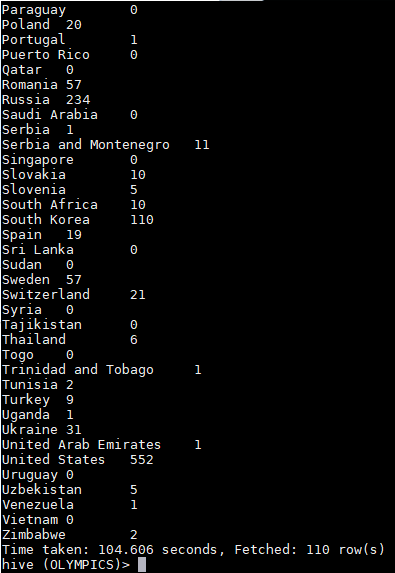 Paraguay 0
Poland 20
Portugal 1
Puerto Rico 0
Qatar 0
Romania 57
Russia 234
Saudi Arabia 0
Serbia 1
Serbia and Montenegro 11
Singapore 0
Slovakia 10
Slovenia 5
South Africa 10
South Korea 110
Spain 19
Sri Lanka 0
Sudan 0
Sweden 57
Switzerland 21
Syria 0
Tajikistan 0
Thailand 6
Togo 0
Trinidad and Tobago 1
Tunisia 2
Turkey 9
Uganda 1
Ukraine 31
United Arab Emirates 1
United States 552
Uruguay 0
Uzbekistan 5
Venezuela 1
Vietnam 0
Zimbabwe 2
Time taken: 104.606 seconds, Fetched: 110 row(s)
hive (OLYMPICS)>